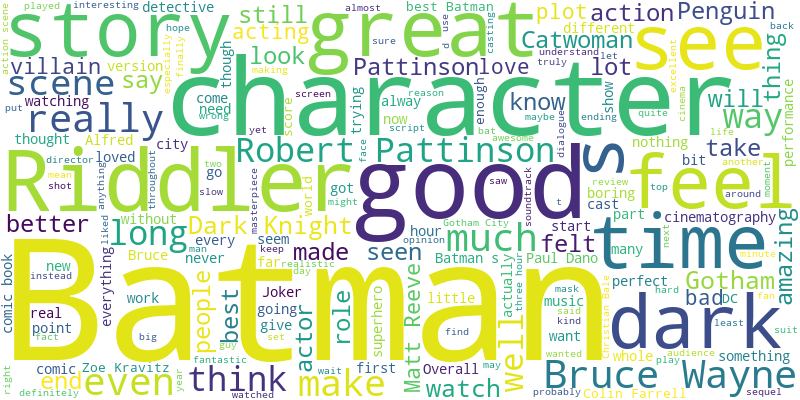 played
interesting
detective
best Batman
plot
action
Penguin
almost
story
great
see
hope
still
acting
different
Catwoman
casting
back
action scene
especially
finally
version
though
look
d
use
villain
say
sure
Pattinson
love
lot
understand
truly
let
thing
scene
making
character
watching
come
need
wrong
score
screen
trying
always
now
reason
script
enough
know
maybe
show
ending
will
quite
excellent
cinema
way
put
really
yet
bat
awesome
dialogue
life
performance
thought
Alfred
city
Robert Pattinson
face
nothing
take
director
loved
two
s
bit
another
mean
shot
anything
throughout
go
slow
Riddler
masterpiece
world
got
might
good
saw
soundtrack
t
review
boring
cast
top
around
feel
moment
better
liked
without
Dark Knight
start
part
cinematography
long
hour
opinion
much
felt
time
comic book
everything
every
man
seem
keep
made
seen
Gotham City
many
next
amazing
new
Bruce
never
far
realistic
day
Batman s
actually
three hour
Paul Dano
perfect
Gotham
instead
Batman
people
Joker
going
superhero
Matt Reeve
little
mask
music
hard
bad
DC
minute
fan
real
work
best
give
role
well
said
kind
Christian Bale
dark
point
big
set
actor
find
want
least
suit
fact
guy
wanted
whole
something
comic
Zoe Kravitz
fantastic
wait
first
Overall
may
Bruce Wayne
audience
play
right
end
even
year
think
make
watch
definitely
watched
probably
Colin Farrell
sequel